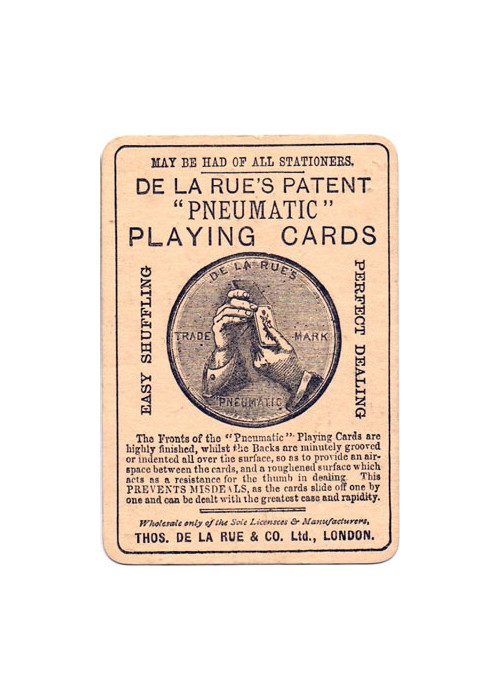 MAY BE HAD OF ALL STATIONERS.
DE LA RUE'S PATENT
"PNEUMATIC"
PLAYING CARDS
EASY SHUFFLING
DE LA RUE'S
TRADE MARK
PNEUMATIC
PERFECT DEALING
The Fronts of the "Pneumatic" Playing Cards are
highly finished, whilst the Backs are minutely grooved
or indented all over the surface, so as to provide an air-
space between the cards, and a roughened surface which
acts as a resistance for the thumb in dealing. This
PREVENTS MISDEALS, as the cards slide off one by
one and can be dealt with the greatest ease and rapidity.
Wholesale only of the Sole Licensees & Manufacturers,
THOS. DE LA RUE & CO. Ltd., LONDON.